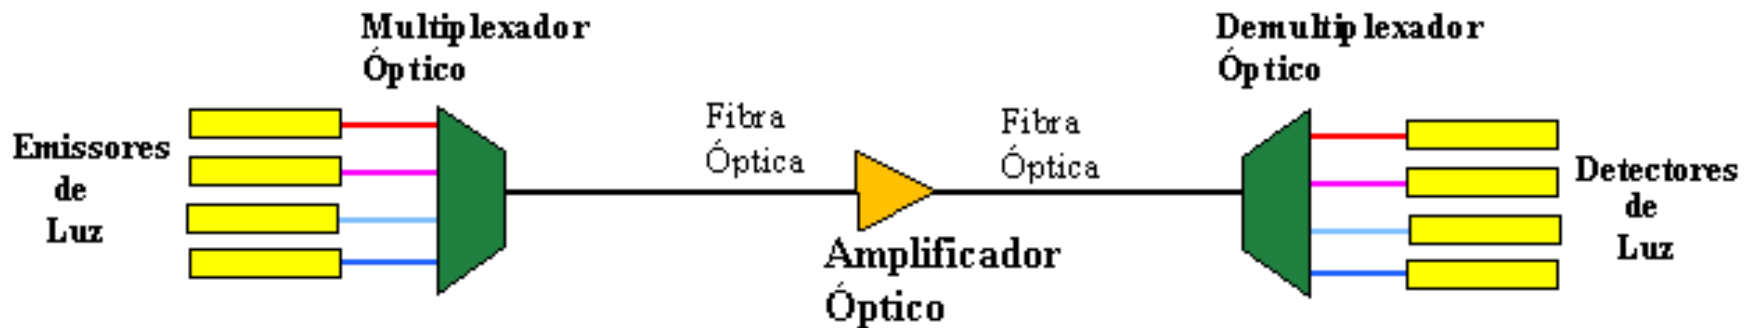 Multiplexador
Óptico
Demultiplexador
Óptico
Emissores
de
Luz
Fibra
Óptica
Fibra
Óptica
Amplificador
Óptico
Detectores
de
Luz